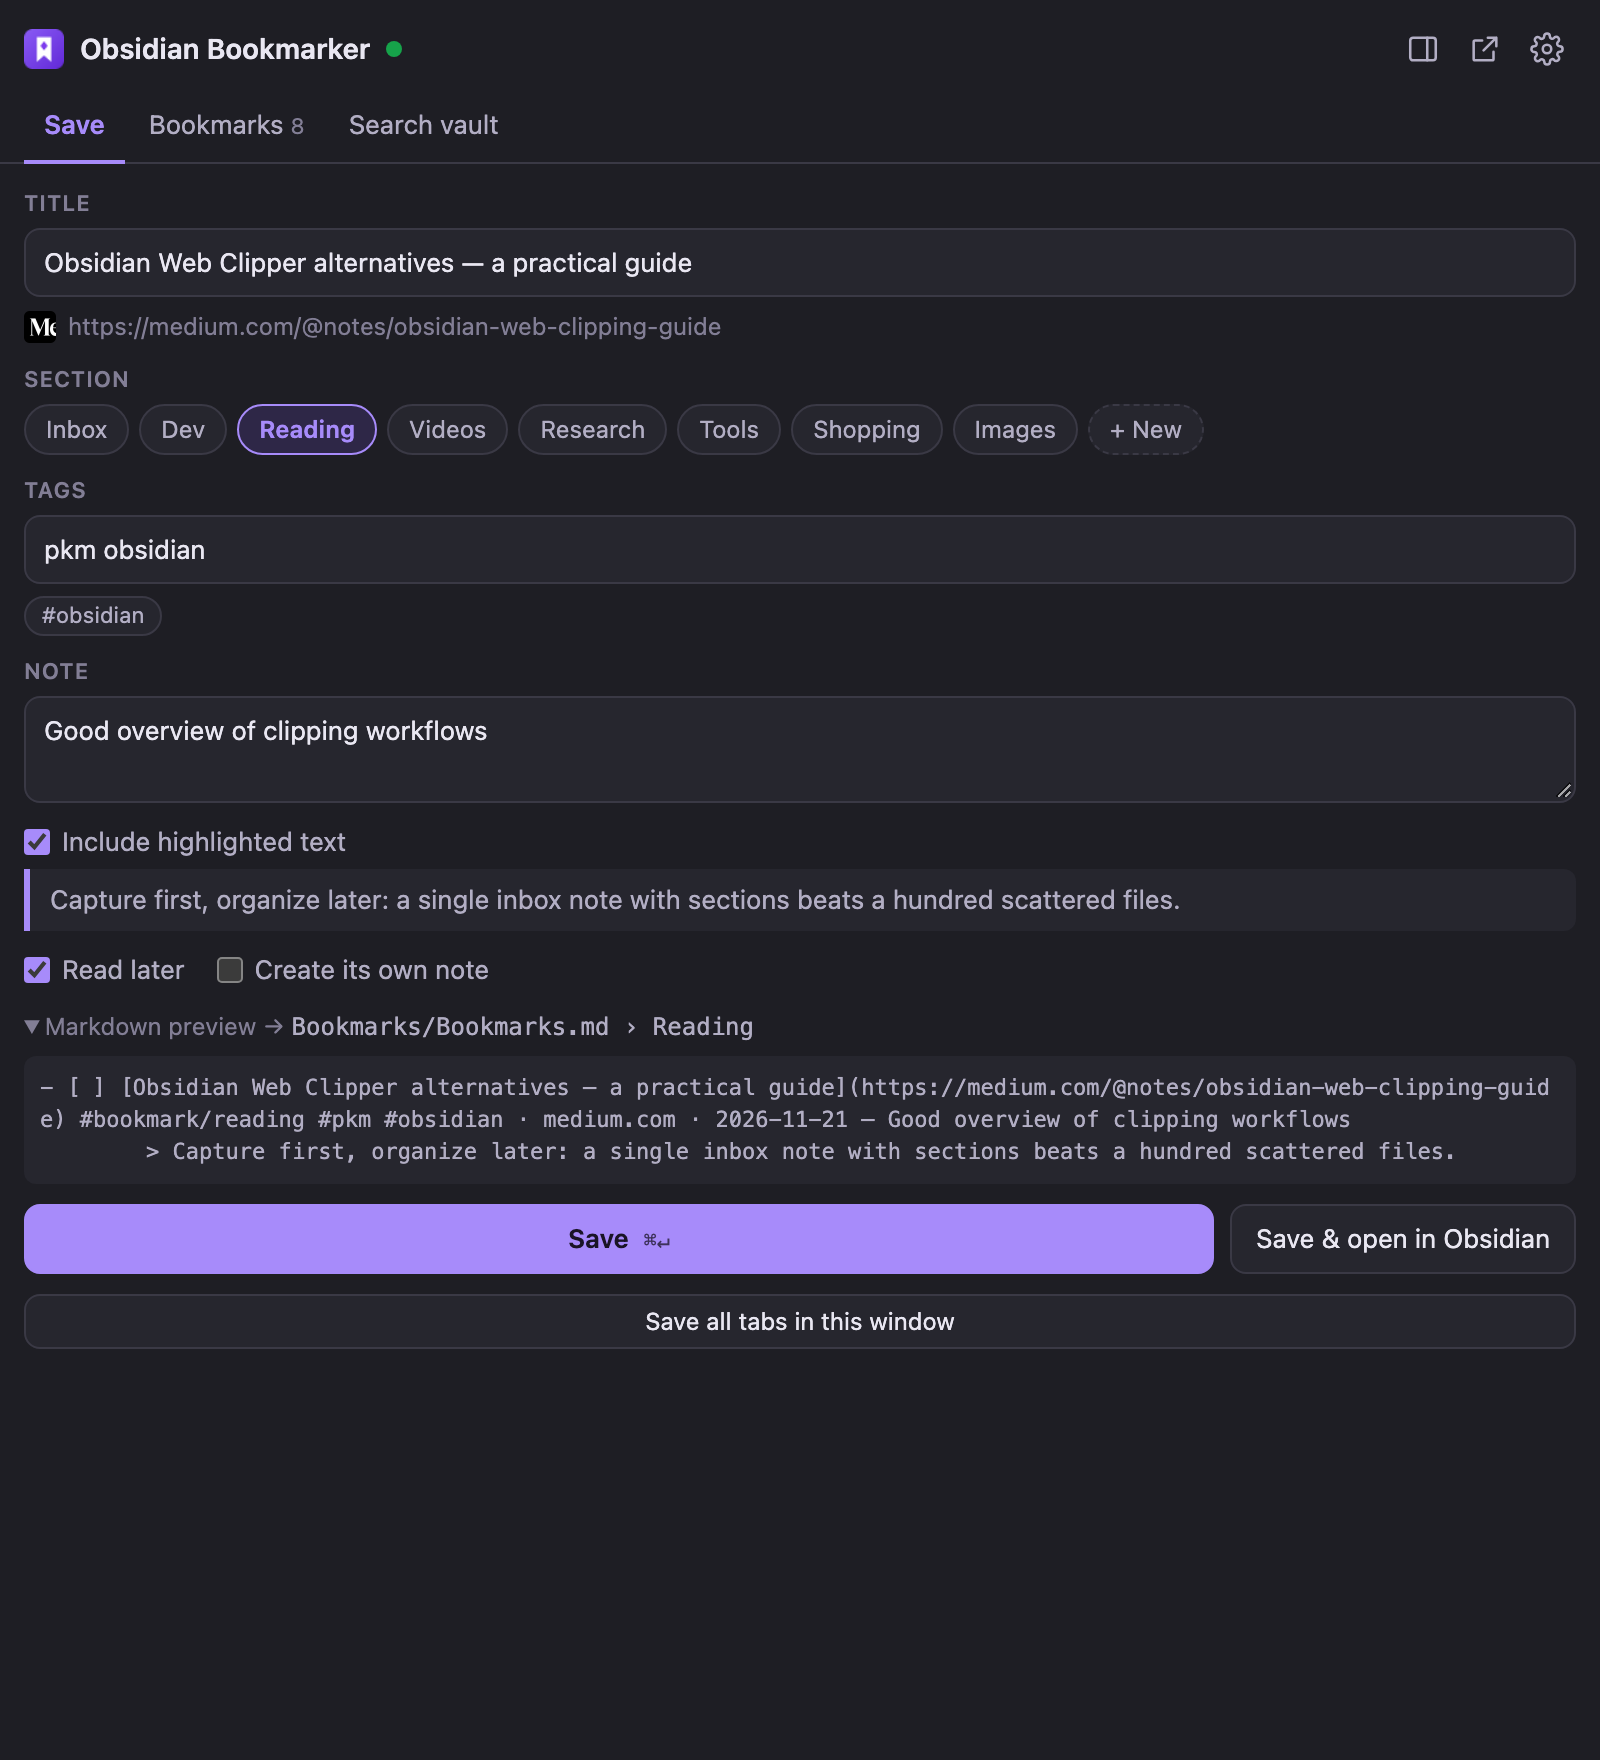 Obsidian Bookmarker
Save Bookmarks 8 Search vault
TITLE
Obsidian Web Clipper alternatives — a practical guide
Me https://medium.com/@notes/obsidian-web-clipping-guide
SECTION
Inbox Dev Reading Videos Research Tools Shopping Images + New
TAGS
pkm obsidian
#obsidian
NOTE
Good overview of clipping workflows
Include highlighted text
Capture first, organize later: a single inbox note with sections beats a hundred scattered files.
Read later Create its own note
▼ Markdown preview → Bookmarks/Bookmarks.md › Reading
- [ ] [Obsidian Web Clipper alternatives — a practical guide](https://medium.com/@notes/obsidian-web-clipping-guid
e) #bookmark/reading #pkm #obsidian · medium.com · 2026-11-21 — Good overview of clipping workflows
> Capture first, organize later: a single inbox note with sections beats a hundred scattered files.
Save ⌘↵ Save & open in Obsidian
Save all tabs in this window